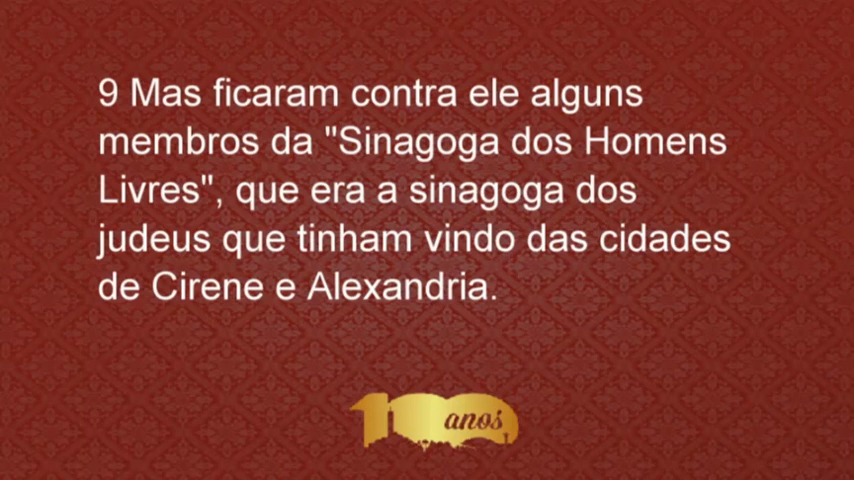 9 Mas ficaram contra ele alguns
membros da "Sinagoga dos Homens
Livres", que era a sinagoga dos
judeus que tinham vindo das cidades
de Cirene e Alexandria.
anos